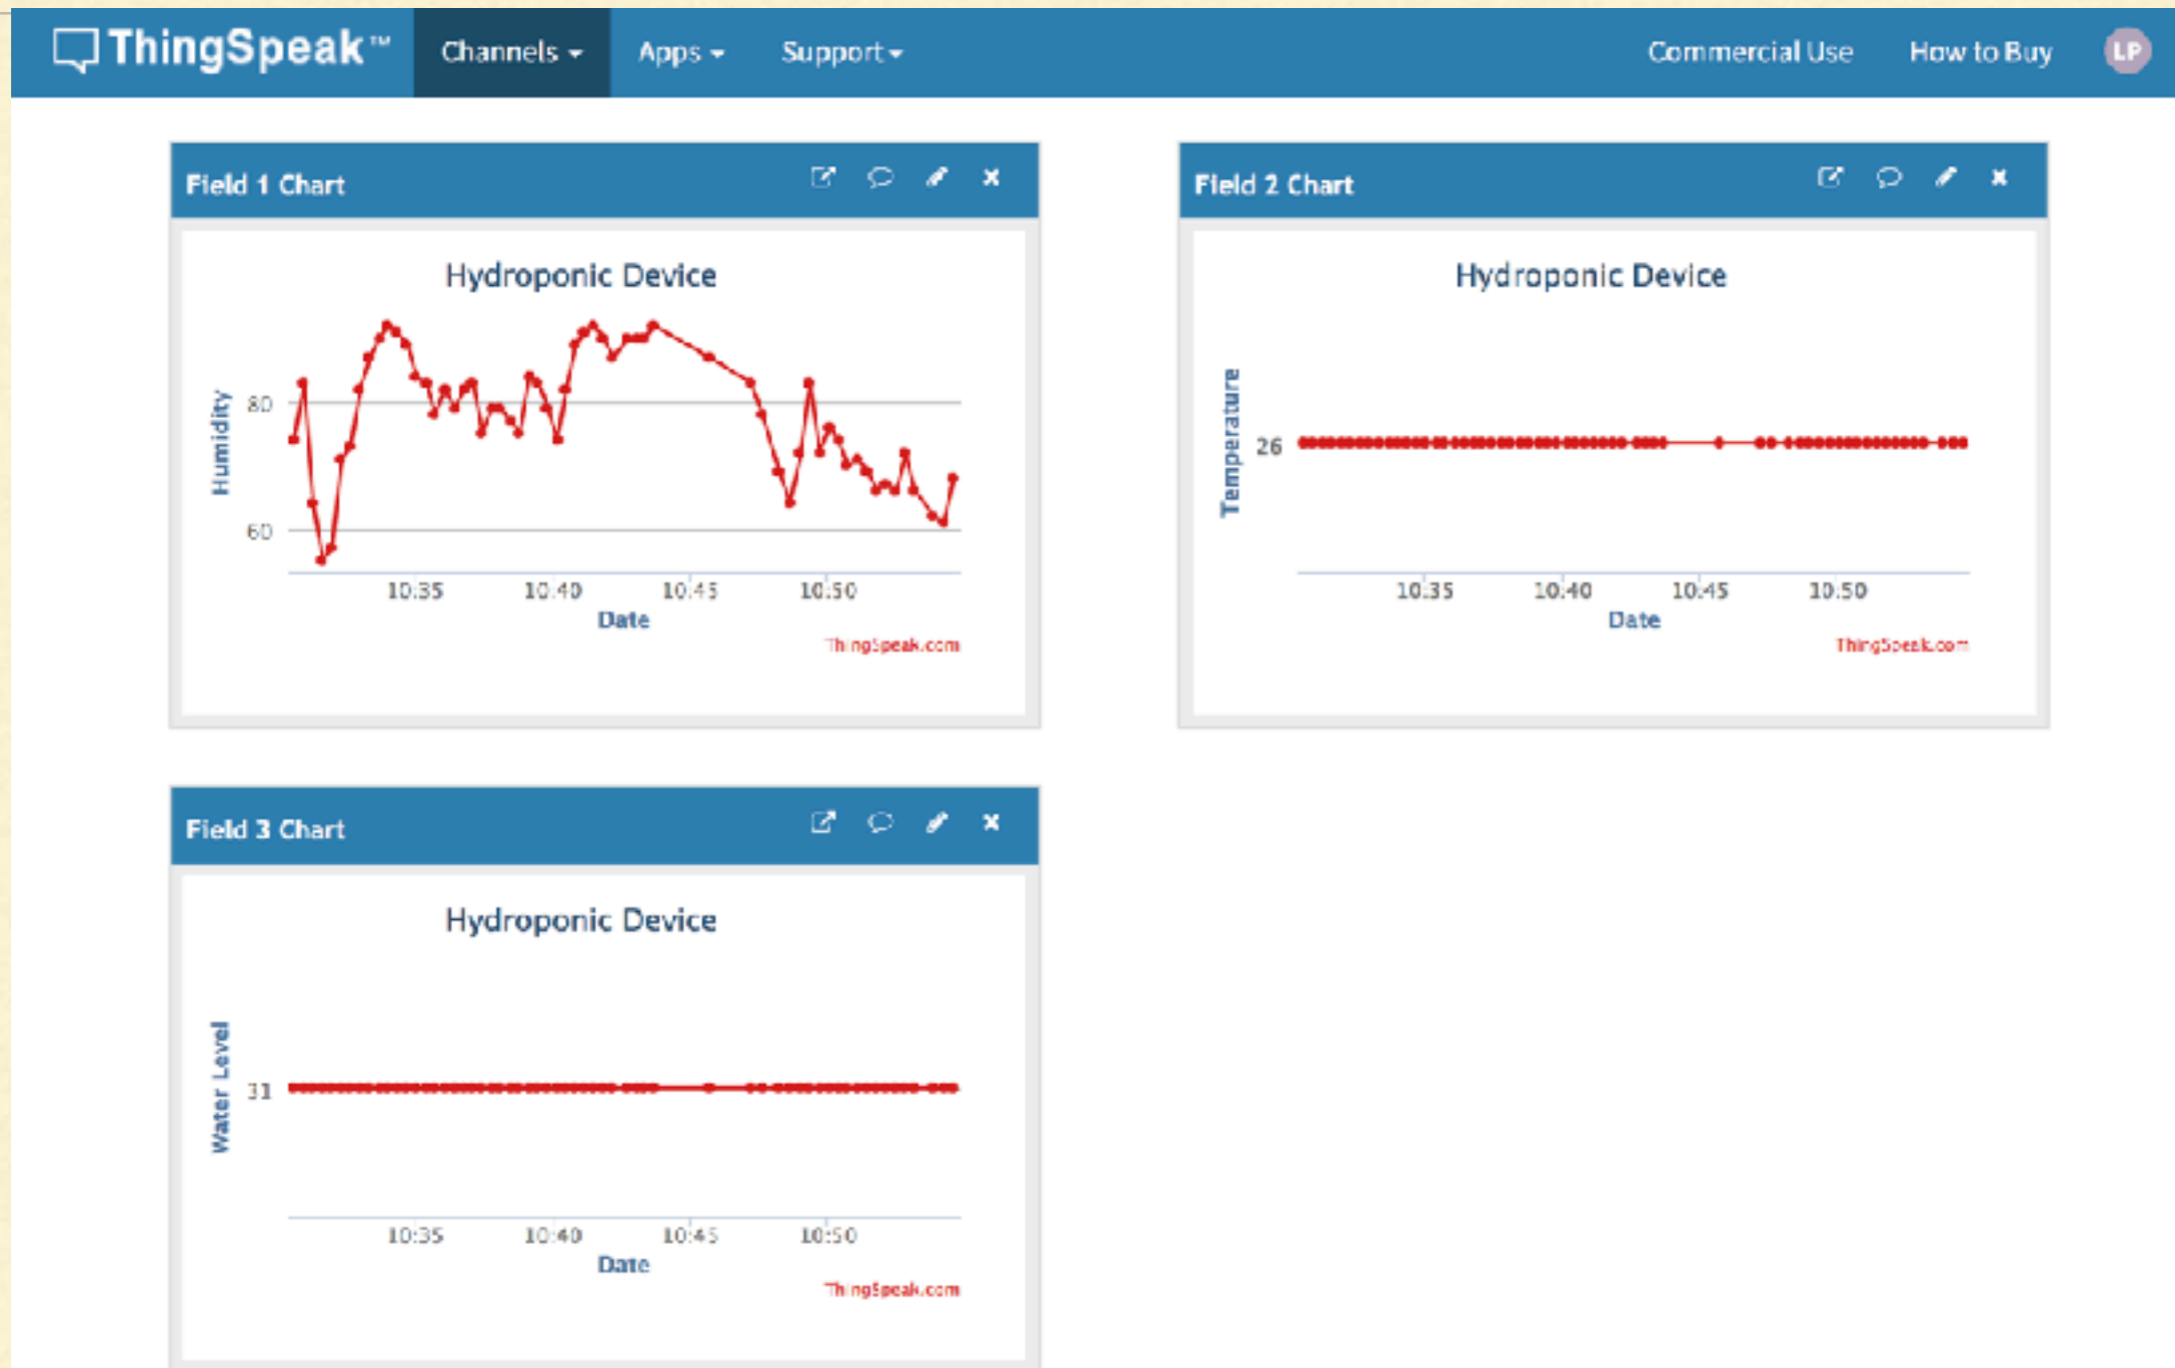 ThingSpeak™ Channels Apps Support Commercial Use How to Buy LP
Field 1 Chart
Hydroponic Device
Humidity
80
60
10:35 10:40 10:45 10:50
Date
ThingSpeak.com
Field 2 Chart
Hydroponic Device
Temperature
26
10:35 10:40 10:45 10:50
Date
ThingSpeak.com
Field 3 Chart
Hydroponic Device
Water Level
31
10:35 10:40 10:45 10:50
Date
ThingSpeak.com